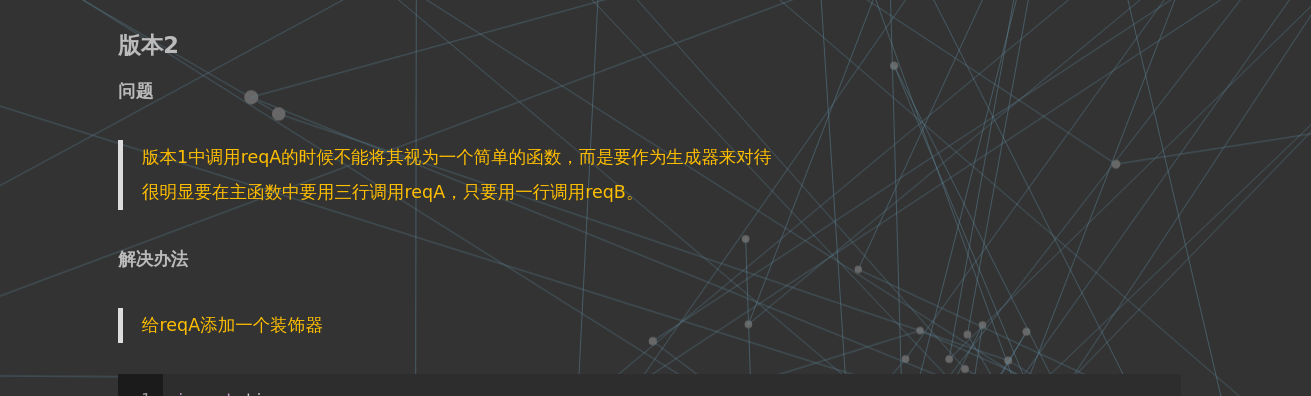 版本2
问题
版本1中调用reqA的时候不能将其视为一个简单的函数，而是要作为生成器来对待
很明显要在主函数中要用三行调用reqA，只要用一行调用reqB。
解决办法
给reqA添加一个装饰器